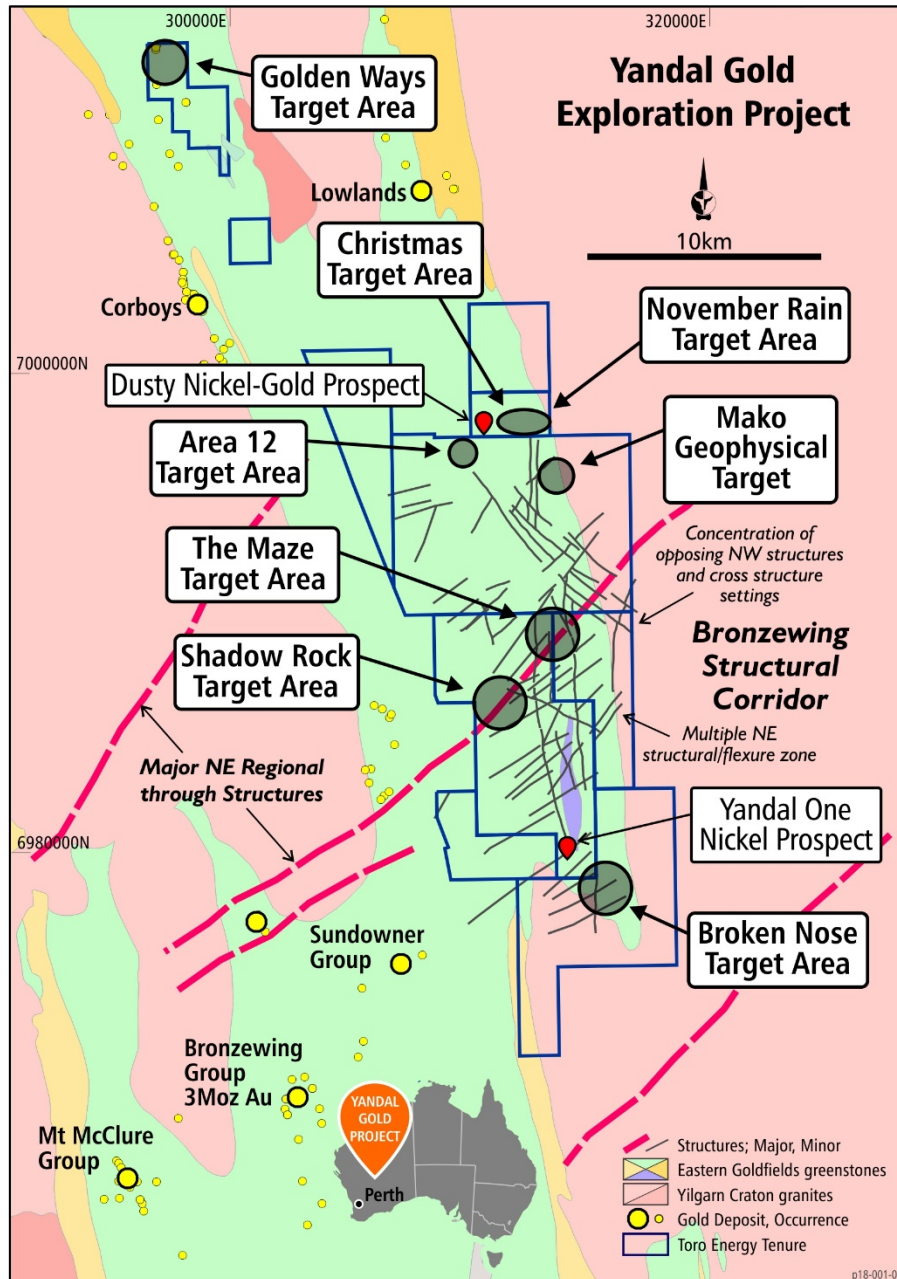 300000E
320000E
Yandal Gold
Exploration Project
Golden Ways
Target Area
Lowlands
10km
Christmas
Target Area
Corboys
November Rain
Target Area
7000000N
Dusty Nickel-Gold Prospect
Area 12
Target Area
Mako
Geophysical
Target
Concentration of
opposing NW structures
and cross structure
settings
The Maze
Target Area
Bronzewing
Structural
Corridor
Shadow Rock
Target Area
Multiple NE
structural/flexure zone
Major NE Regional
through Structures
Yandal One
Nickel Prospect
6980000N
Broken Nose
Target Area
Sundowner
Group
Bronzewing
Group
3Moz Au
YANDAL
GOLD
PROJECT
Mt McClure
Group
Perth
Structures; Major, Minor
Eastern Goldfields greenstones
Yilgarn Craton granites
Gold Deposit, Occurrence
Toro Energy Tenure